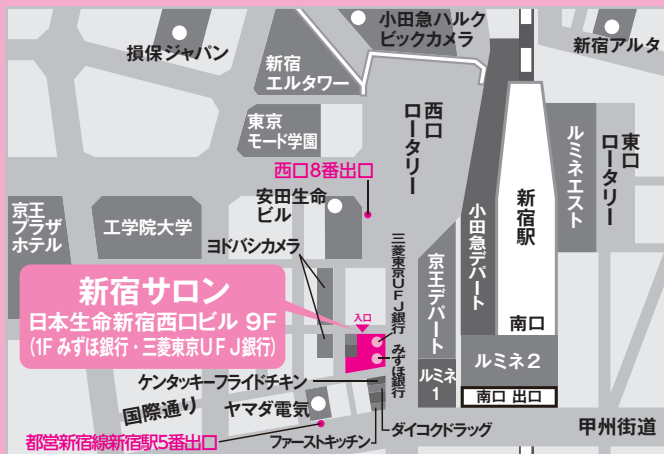 小田急ハルク
ビックカメラ
損保ジャパン
新宿アルタ
新宿
エルタワー
西口
ロータリー
東京
モード学園
ルミネエスト
東口
ロータリー
西口8番出口
安田生命
ビル
新宿駅
京王
プラザ
ホテル
工学院大学
小田急デパート
ヨドバシカメラ
三菱東京UFJ銀行
京王デパート
新宿サロン
日本生命新宿西口ビル 9F
(1F みずほ銀行・三菱東京UFJ銀行)
入口
南口
みずほ銀行
ルミネ2
ルミネ
1
ケンタッキーフライドチキン
南口 出口
国際通り
ヤマダ電気
ダイコクドラッグ
甲州街道
都営新宿線新宿駅5番出口
ファーストキッチン